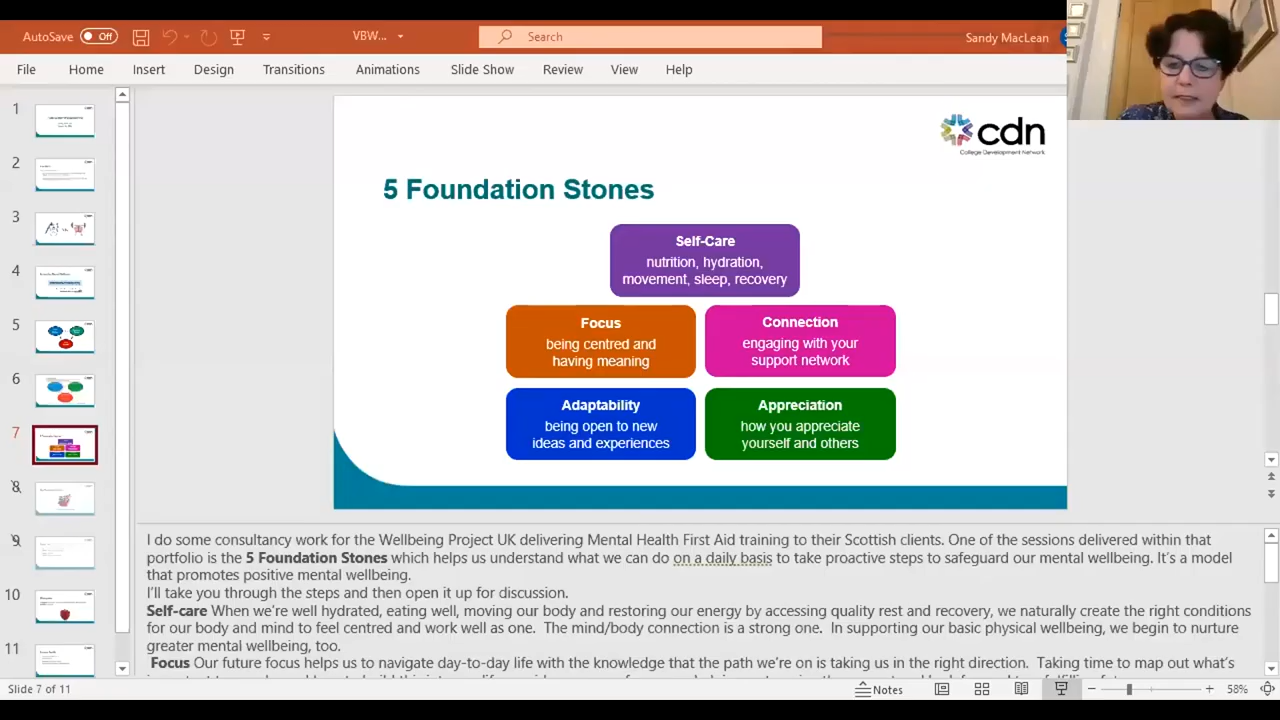 AutoSave Off
VBW...
Search
Sandy MacLean
File Home Insert Design Transitions Animations Slide Show Review View Help
1
2
3
4
5
6
7
8
9
10
11
cdn
College Development Network
5 Foundation Stones
Self-Care
nutrition, hydration,
movement, sleep, recovery
Focus
being centred and
having meaning
Connection
engaging with your
support network
Adaptability
being open to new
ideas and experiences
Appreciation
how you appreciate
yourself and others
I do some consultancy work for the Wellbeing Project UK delivering Mental Health First Aid training to their Scottish clients. One of the sessions delivered within that
portfolio is the 5 Foundation Stones which helps us understand what we can do on a daily basis to take proactive steps to safeguard our mental wellbeing. It's a model
that promotes positive mental wellbeing.
I'll take you through the steps and then open it up for discussion.
Self-care When we're well hydrated, eating well, moving our body and restoring our energy by accessing quality rest and recovery, we naturally create the right conditions
for our body and mind to feel centred and work well as one. The mind/body connection is a strong one. In supporting our basic physical wellbeing, we begin to nurture
greater mental wellbeing, too.
Focus Our future focus helps us to navigate day-to-day life with the knowledge that the path we're on is taking us in the right direction. Taking time to map out what's
Slide 7 of 11
Notes
58%